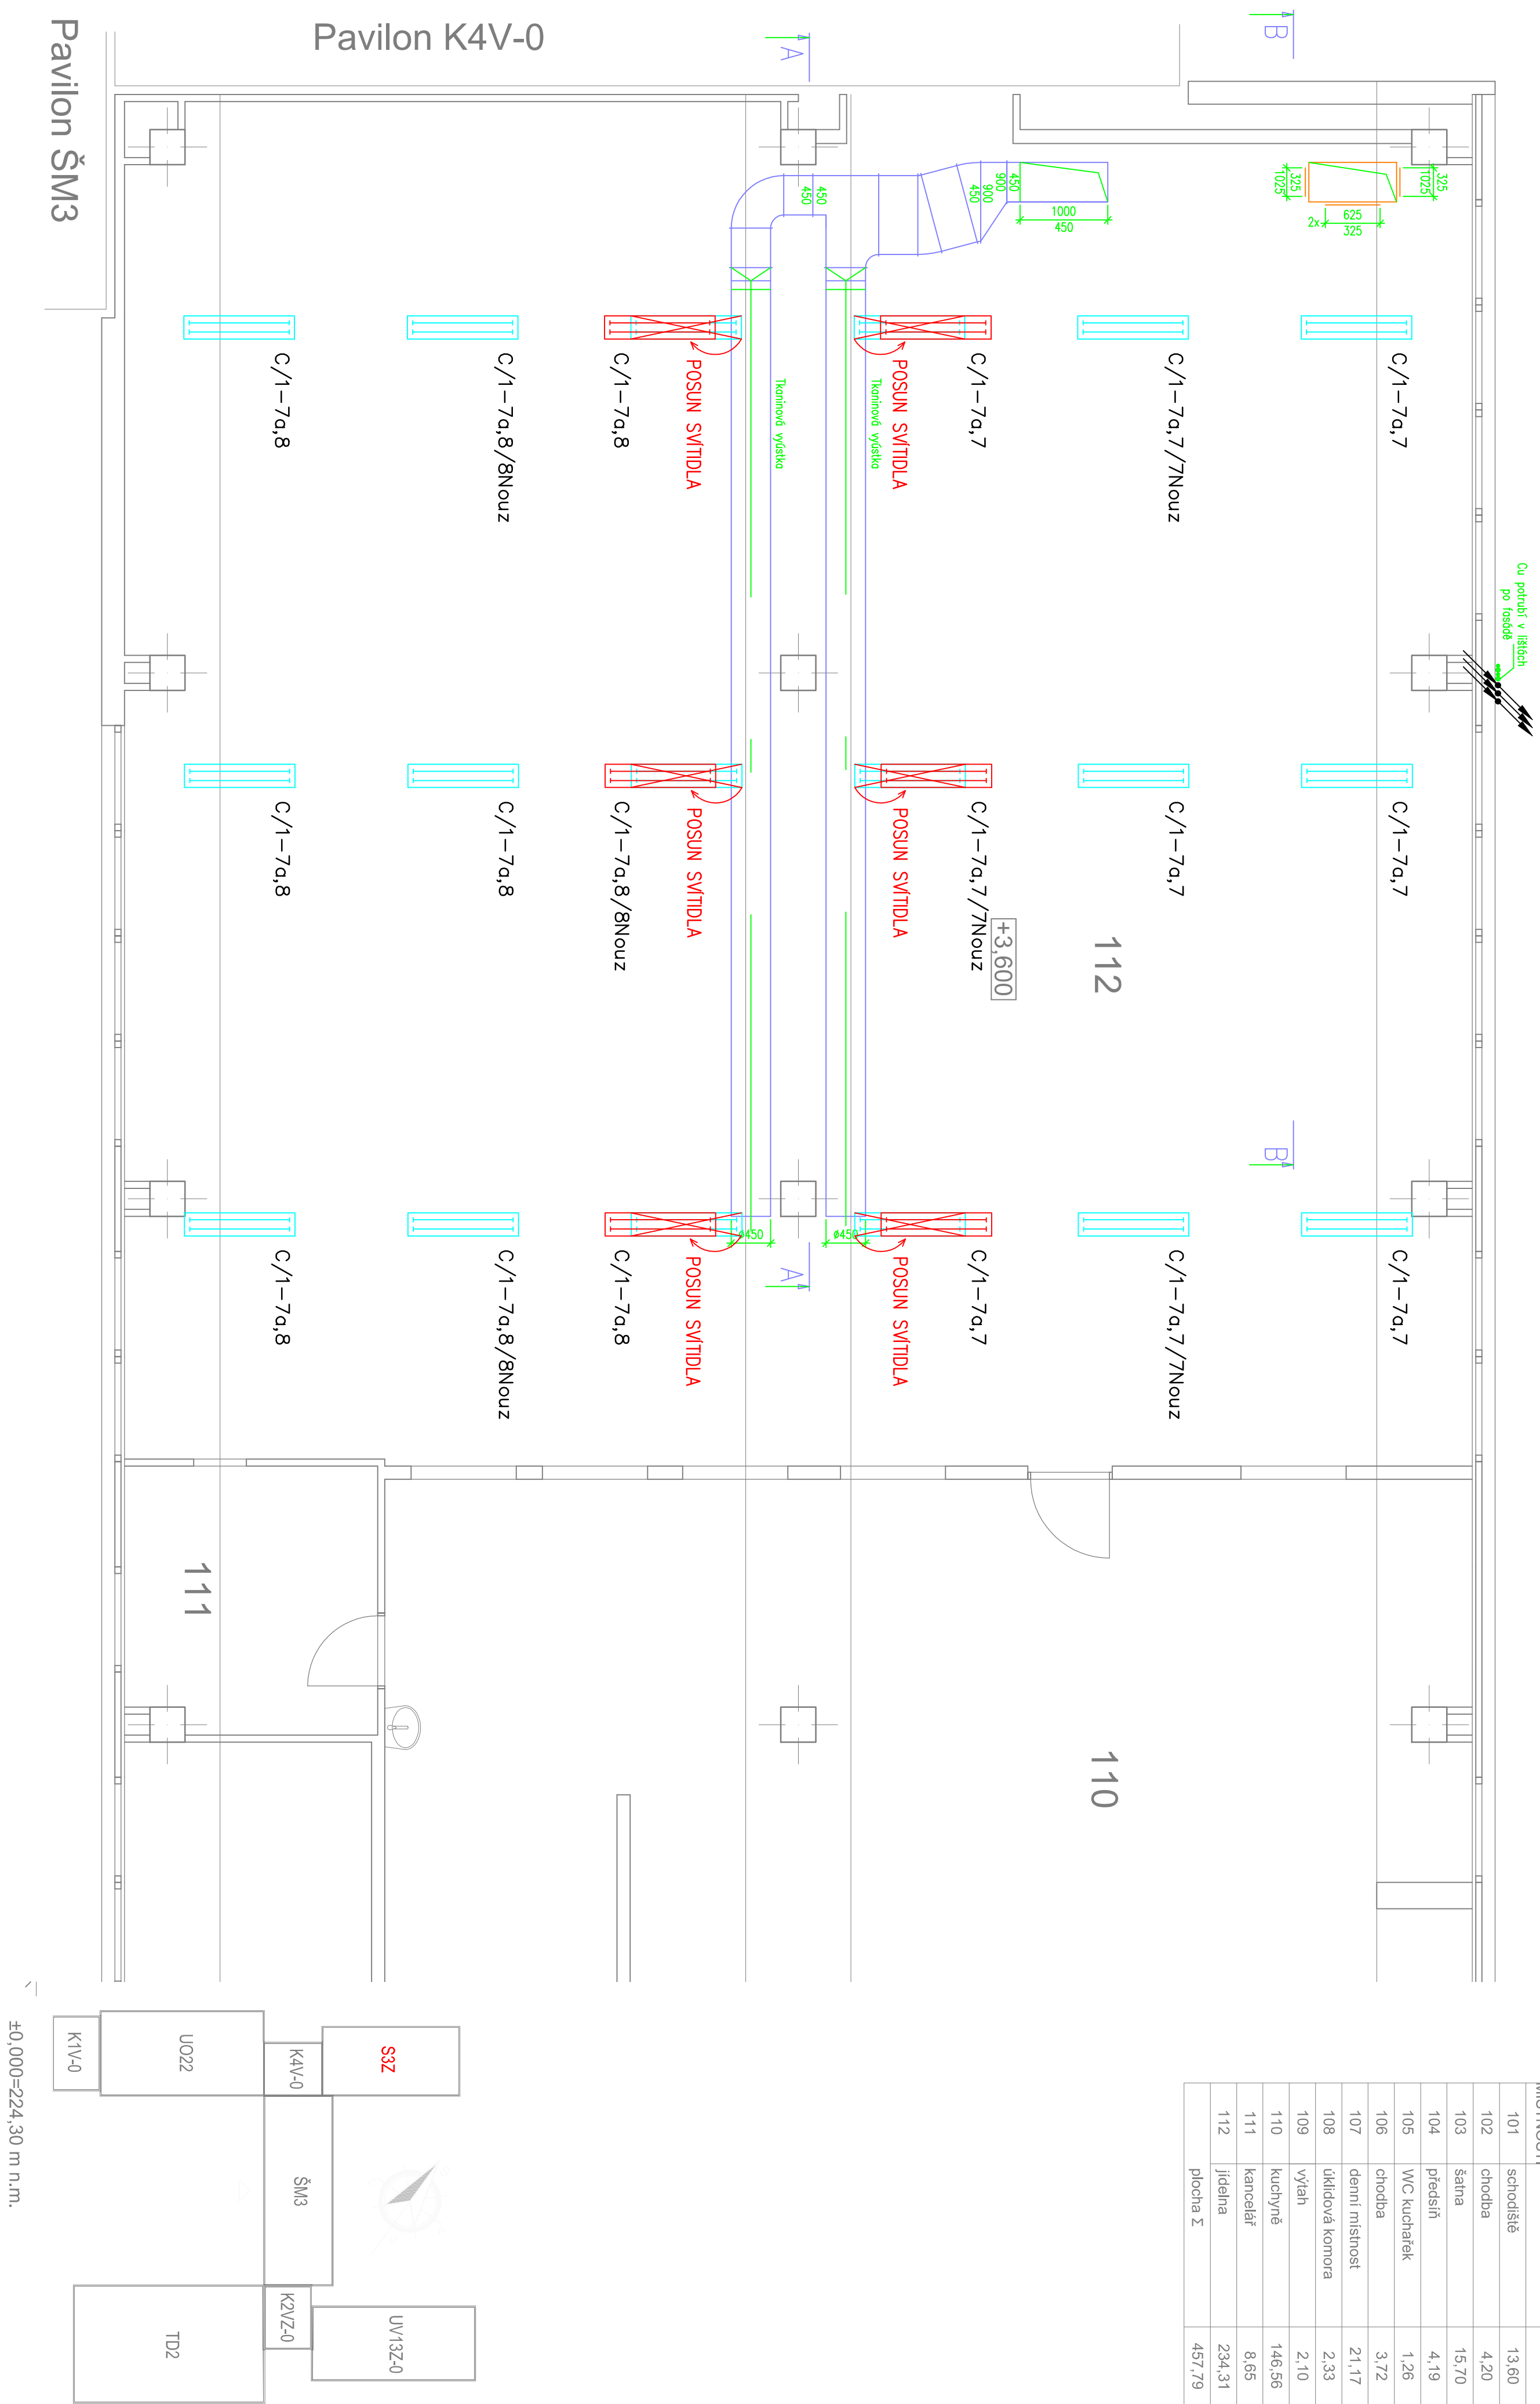 Pavilon K4V-0
Pavilon ŠM3
A
B
450
450
450
900
900
450
1000
450
325
1025
325
1025
625
325
2x
C/1-7a,8
C/1-7a,8/8Nouz
C/1-7a,8
POSUN SVÍTIDLA
Tkaninová výústka
Tkaninová výústka
POSUN SVÍTIDLA
C/1-7a,7
C/1-7a,7/7Nouz
C/1-7a,7
Cu potrubí v lištách
po fasádě
C/1-7a,8
C/1-7a,8
C/1-7a,8/8Nouz
POSUN SVÍTIDLA
POSUN SVÍTIDLA
C/1-7a,7/7Nouz
C/1-7a,7
C/1-7a,7
+3,600
112
B
A
ø450
ø450
C/1-7a,8
C/1-7a,8/8Nouz
C/1-7a,8
POSUN SVÍTIDLA
POSUN SVÍTIDLA
C/1-7a,7
C/1-7a,7/7Nouz
C/1-7a,7
111
110
101 schodiště 13,60
102 chodba 4,20
103 šatna 15,70
104 předsíň 4,19
105 WC kuchařek 1,26
106 chodba 3,72
107 denní místnost 21,17
108 úklidová komora 2,33
109 výtah 2,10
110 kuchyně 146,56
111 kancelář 8,65
112 jídelna 234,31
plocha Σ 457,79
S3Z
K4V-0
UO22
K1V-0
ŠM3
K2VZ-0
UV13Z-0
TD2
±0,000=224,30 m n.m.